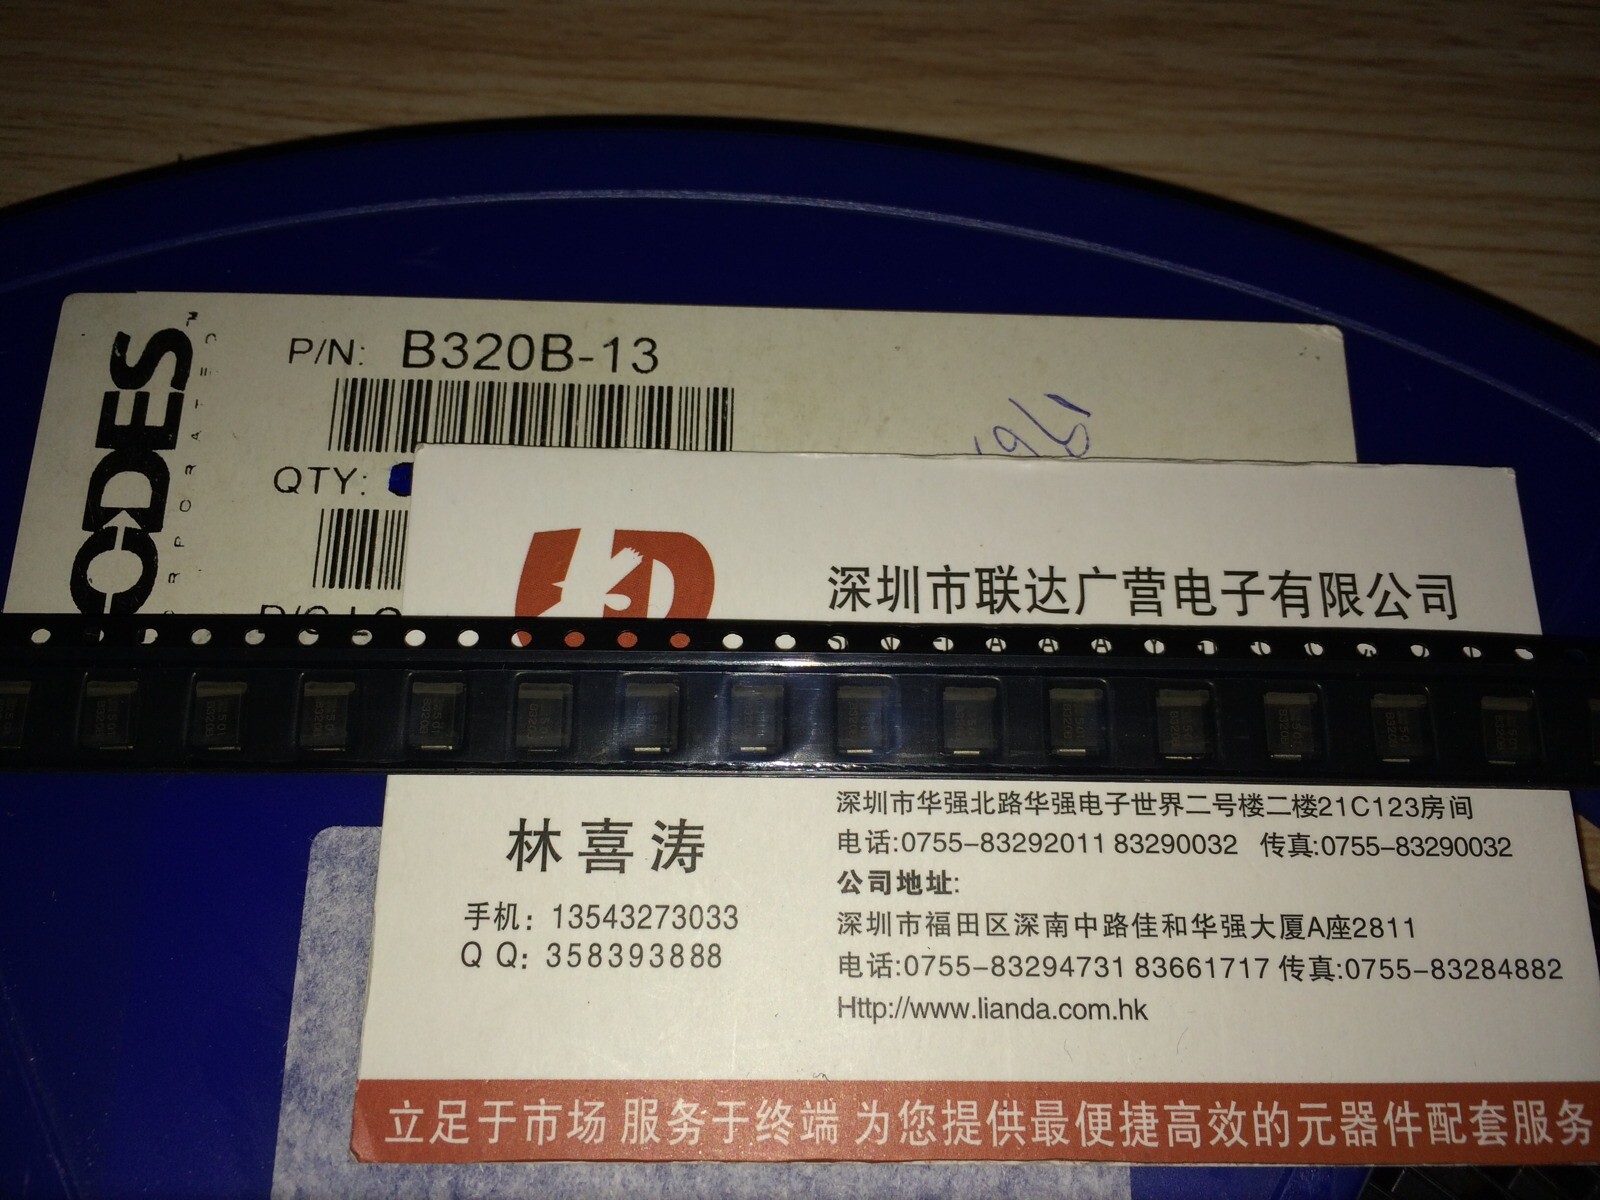 P/N: B320B-13
QTY:
ODES
TM
CORPORATED
深圳市联达广营电子有限公司
林喜涛
手机：13543273033
QQ：358393888
深圳市华强北路华强电子世界二号楼二楼21C123房间
电话:0755-83292011 83290032 传真:0755-83290032
公司地址:
深圳市福田区深南中路佳和华强大厦A座2811
电话:0755-83294731 83661717 传真:0755-83284882
Http://www.lianda.com.hk
立足于市场 服务于终端 为您提供最便捷高效的元器件配套服务